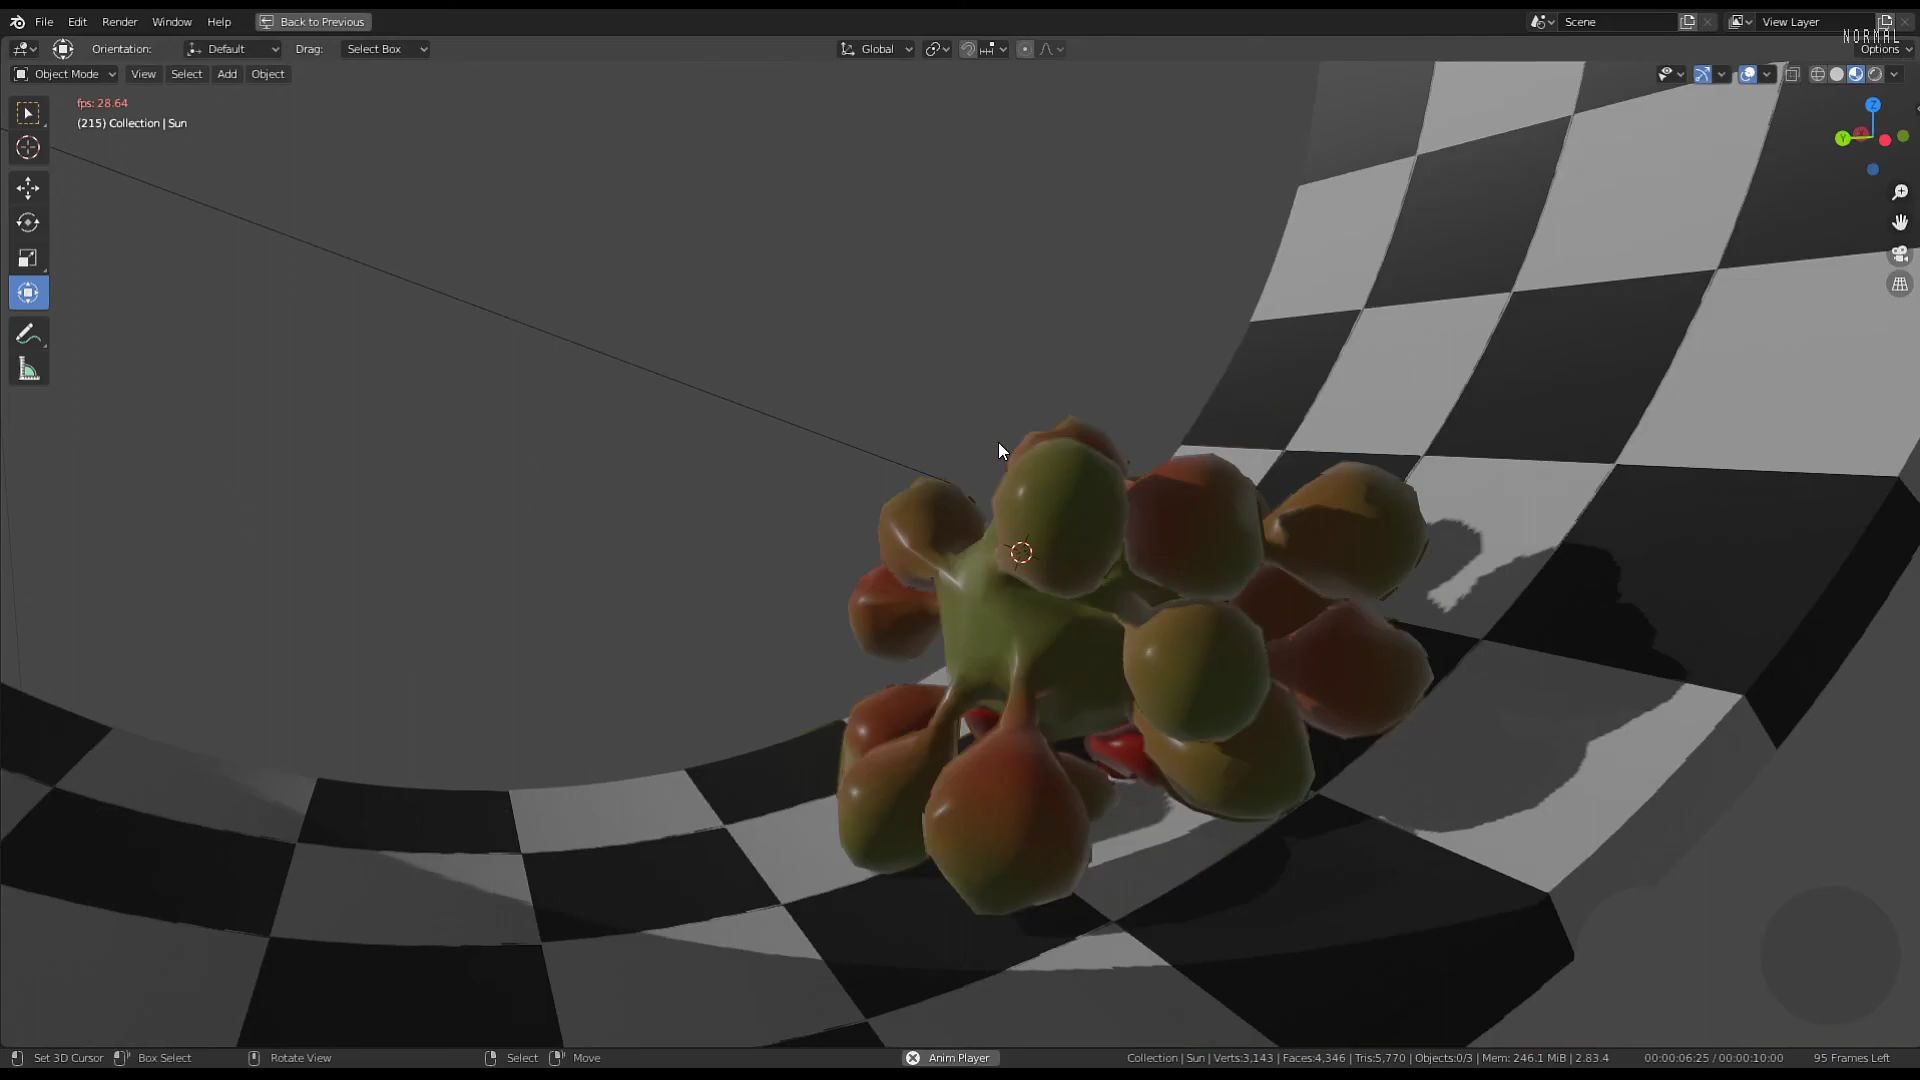 File Edit Render Window Help Back to Previous Scene View Layer
NORMAL
Orientation: Default Drag: Select Box Global Options
Object Mode View Select Add Object
fps: 28.64
(215) Collection | Sun
Z
Y
Set 3D Cursor Box Select Rotate View Select Move Anim Player Collection | Sun | Verts:3,143 | Faces:4,346 | Tris:5,770 | Objects:0/3 | Mem: 246.1 MiB | 2.83.4 00:00:06:25 / 00:00:10:00 95 Frames Left